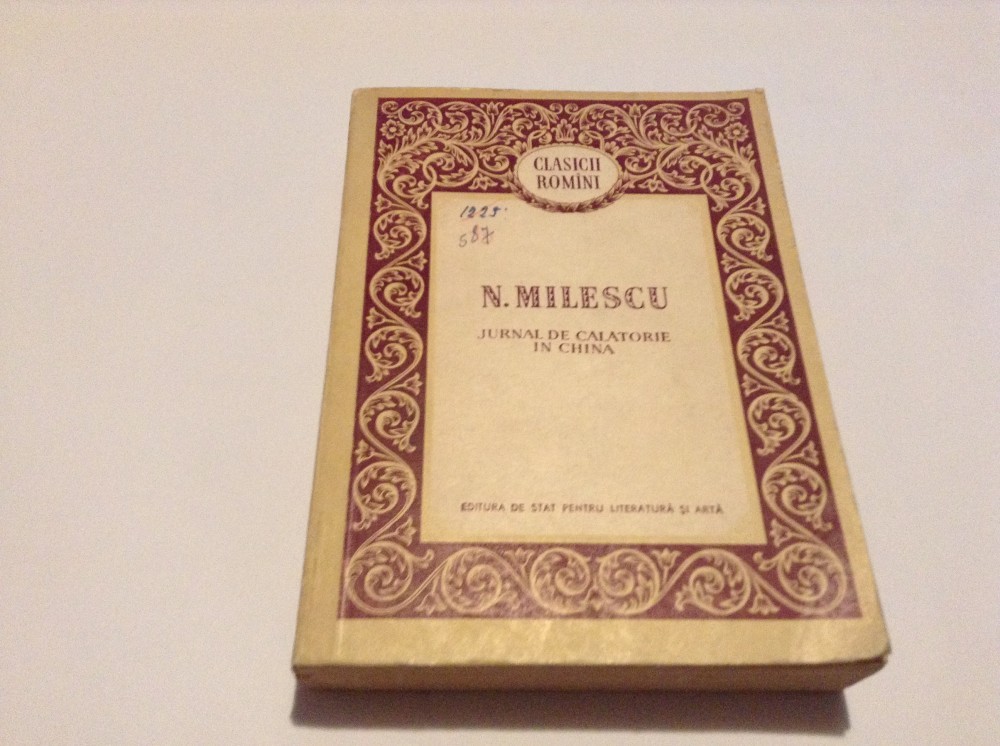 CLASICII
ROMÎNI
1225.
587
N. MILESCU
JURNAL DE CALATORIE
IN CHINA
EDITURA DE STAT PENTRU LITERATURĂ ȘI ARTĂ